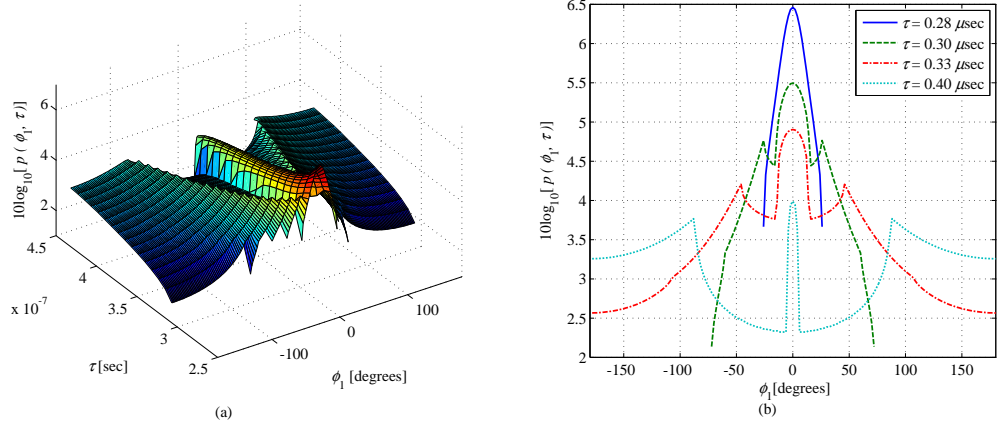 6
4
2
10log10[ p ( ϕ1, τ )]
4.5
4
3.5
3
2.5
x 10-7
τ [sec]
-100
0
100
ϕ1 [degrees]
(a)
6.5
6
5.5
5
4.5
4
3.5
3
2.5
2
10log10[ p ( ϕ1, τ )]
τ = 0.28 μsec
τ = 0.30 μsec
τ = 0.33 μsec
τ = 0.40 μsec
-150 -100 -50 0 50 100 150
ϕ1[degrees]
(b)